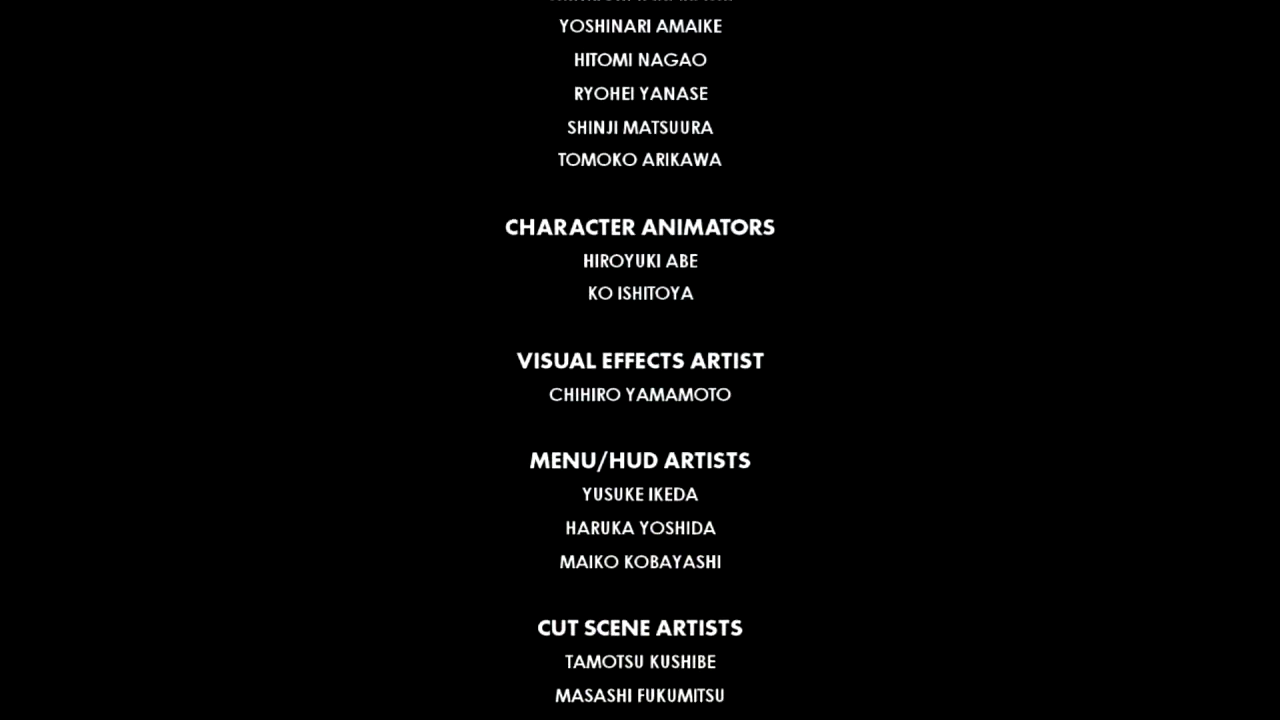 YOSHINARI AMAIKE
HITOMI NAGAO
RYOHEI YANASE
SHINJI MATSUURA
TOMOKO ARIKAWA
CHARACTER ANIMATORS
HIROYUKI ABE
KO ISHITOYA
VISUAL EFFECTS ARTIST
CHIHIRO YAMAMOTO
MENU/HUD ARTISTS
YUSUKE IKEDA
HARUKA YOSHIDA
MAIKO KOBAYASHI
CUT SCENE ARTISTS
TAMOTSU KUSHIBE
MASASHI FUKUMITSU